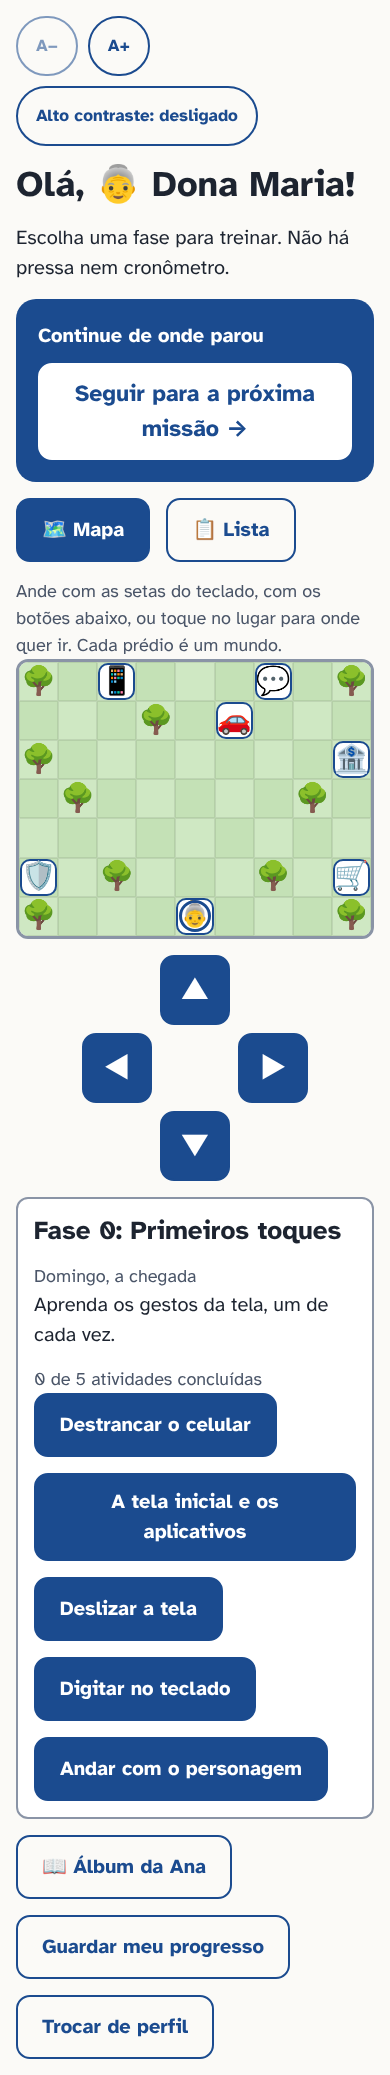 A− A+
Alto contraste: desligado
Olá, 👵 Dona Maria!
Escolha uma fase para treinar. Não há
pressa nem cronômetro.
Continue de onde parou
Seguir para a próxima
missão →
🗺️ Mapa 📋 Lista
Ande com as setas do teclado, com os
botões abaixo, ou toque no lugar para onde
quer ir. Cada prédio é um mundo.
Fase 0: Primeiros toques
Domingo, a chegada
Aprenda os gestos da tela, um de
cada vez.
0 de 5 atividades concluídas
Destrancar o celular
A tela inicial e os
aplicativos
Deslizar a tela
Digitar no teclado
Andar com o personagem
📖 Álbum da Ana
Guardar meu progresso
Trocar de perfil